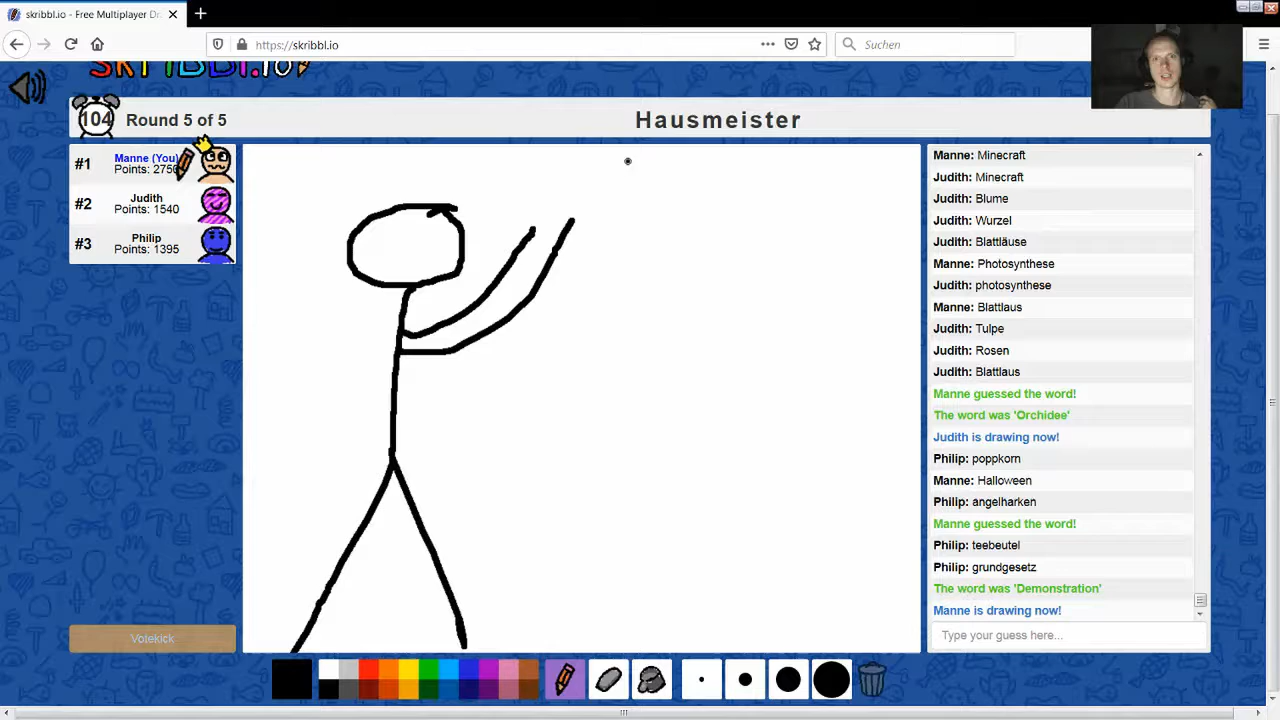 skribbl.io - Free Multiplayer Dr
https://skribbl.io
Suchen
SKRIBBL.io
104
Round 5 of 5
Hausmeister
#1
Manne (You)
Points: 2750
#2
Judith
Points: 1540
#3
Philip
Points: 1395
Votekick
Manne: Minecraft
Judith: Minecraft
Judith: Blume
Judith: Wurzel
Judith: Blattläuse
Manne: Photosynthese
Judith: photosynthese
Manne: Blattlaus
Judith: Tulpe
Judith: Rosen
Judith: Blattlaus
Manne guessed the word!
The word was 'Orchidee'
Judith is drawing now!
Philip: poppkorn
Manne: Halloween
Philip: angelharken
Manne guessed the word!
Philip: teebeutel
Philip: grundgesetz
The word was 'Demonstration'
Manne is drawing now!
Type your guess here...